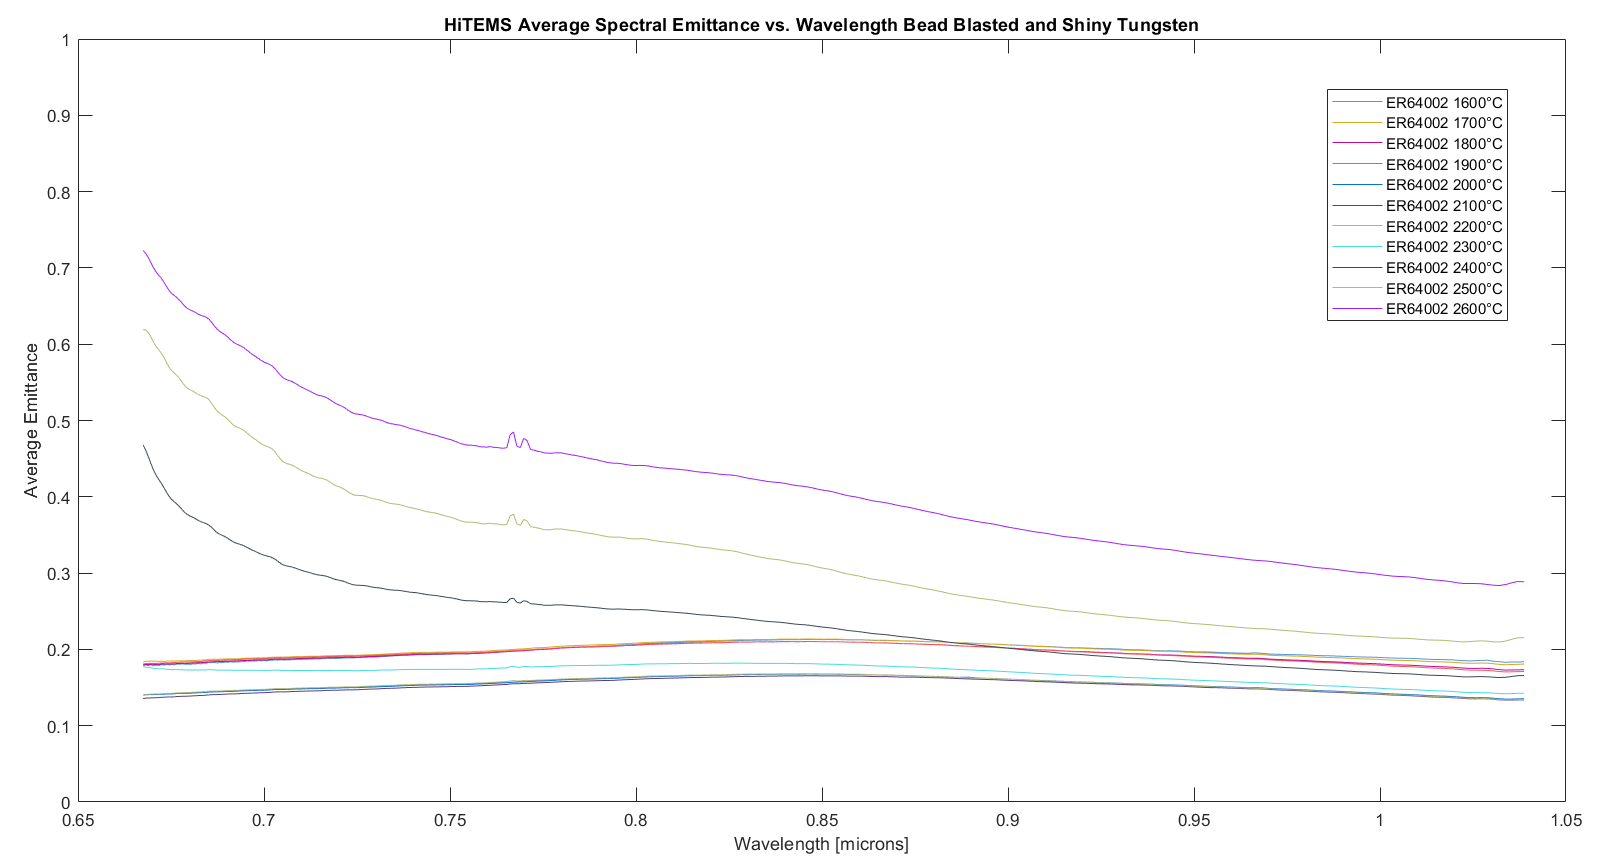 HiTEMS Average Spectral Emittance vs. Wavelength Bead Blasted and Shiny Tungsten
1
0.9
0.8
0.7
0.6
0.5
0.4
0.3
0.2
0.1
0
Average Emittance
ER64002 1600°C
ER64002 1700°C
ER64002 1800°C
ER64002 1900°C
ER64002 2000°C
ER64002 2100°C
ER64002 2200°C
ER64002 2300°C
ER64002 2400°C
ER64002 2500°C
ER64002 2600°C
0.65 0.7 0.75 0.8 0.85 0.9 0.95 1 1.05
Wavelength [microns]